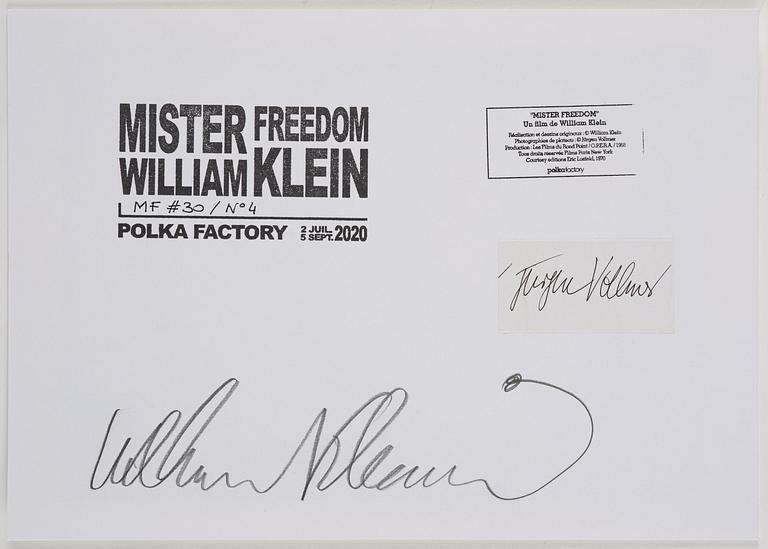 MISTER FREEDOM
WILLIAM KLEIN
MF #30 / N°4
POLKA FACTORY 2 JUIL. 5 SEPT. 2020
"MISTER FREEDOM"
Un film de William Klein
Réalisation et dessins originaux : © William Klein
Photographies de plateau : © Jürgen Vollmer
Production : Les Films du Rond Point / O.P.E.R.A. / 1968
Tous droits réservés Films Paris New York
Courtesy éditions Eric Losfeld, 1970
polkafactory
Jürgen Vollmer
William Klein